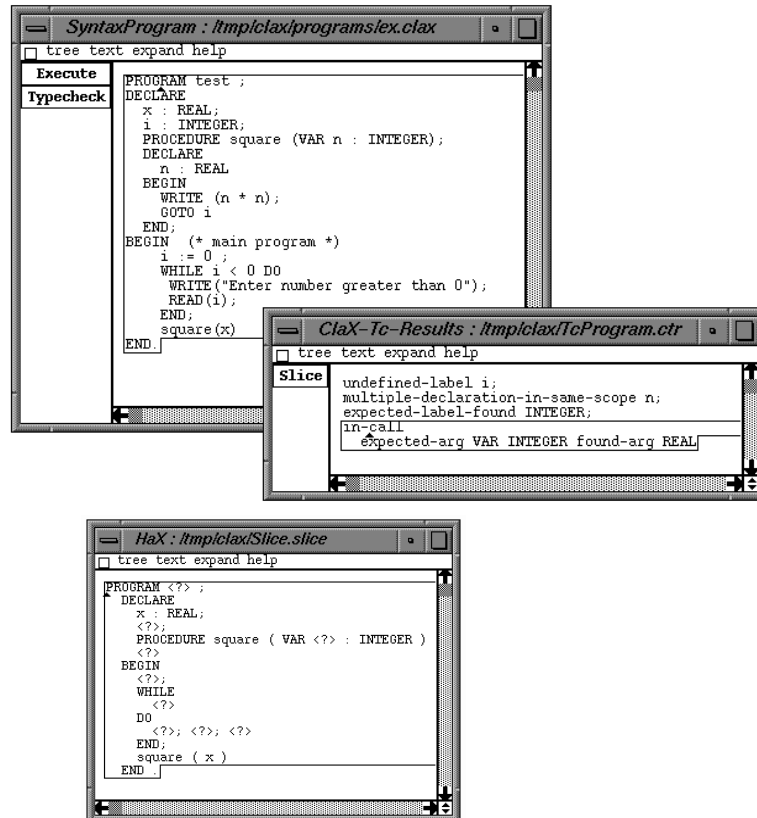 SyntaxProgram : /tmp/clax/programs/ex.clax
tree text expand help
Execute
Typecheck
PROGRAM test ;
DECLARE
x : REAL;
i : INTEGER;
PROCEDURE square (VAR n : INTEGER);
DECLARE
n : REAL
BEGIN
WRITE (n * n);
GOTO i
END;
BEGIN (* main program *)
i := 0 ;
WHILE i < 0 DO
WRITE("Enter number greater than 0");
READ(i);
END;
square(x)
END.
ClaX-Tc-Results : /tmp/clax/TcProgram.ctr
tree text expand help
Slice
undefined-label i;
multiple-declaration-in-same-scope n;
expected-label-found INTEGER;
in-call
expected-arg VAR INTEGER found-arg REAL
HaX : /tmp/clax/Slice.slice
tree text expand help
PROGRAM <?> ;
DECLARE
x : REAL;
<?>;
PROCEDURE square ( VAR <?> : INTEGER )
<?>
BEGIN
<?>;
WHILE
<?>
DO
<?>; <?>; <?>
END;
square ( x )
END .